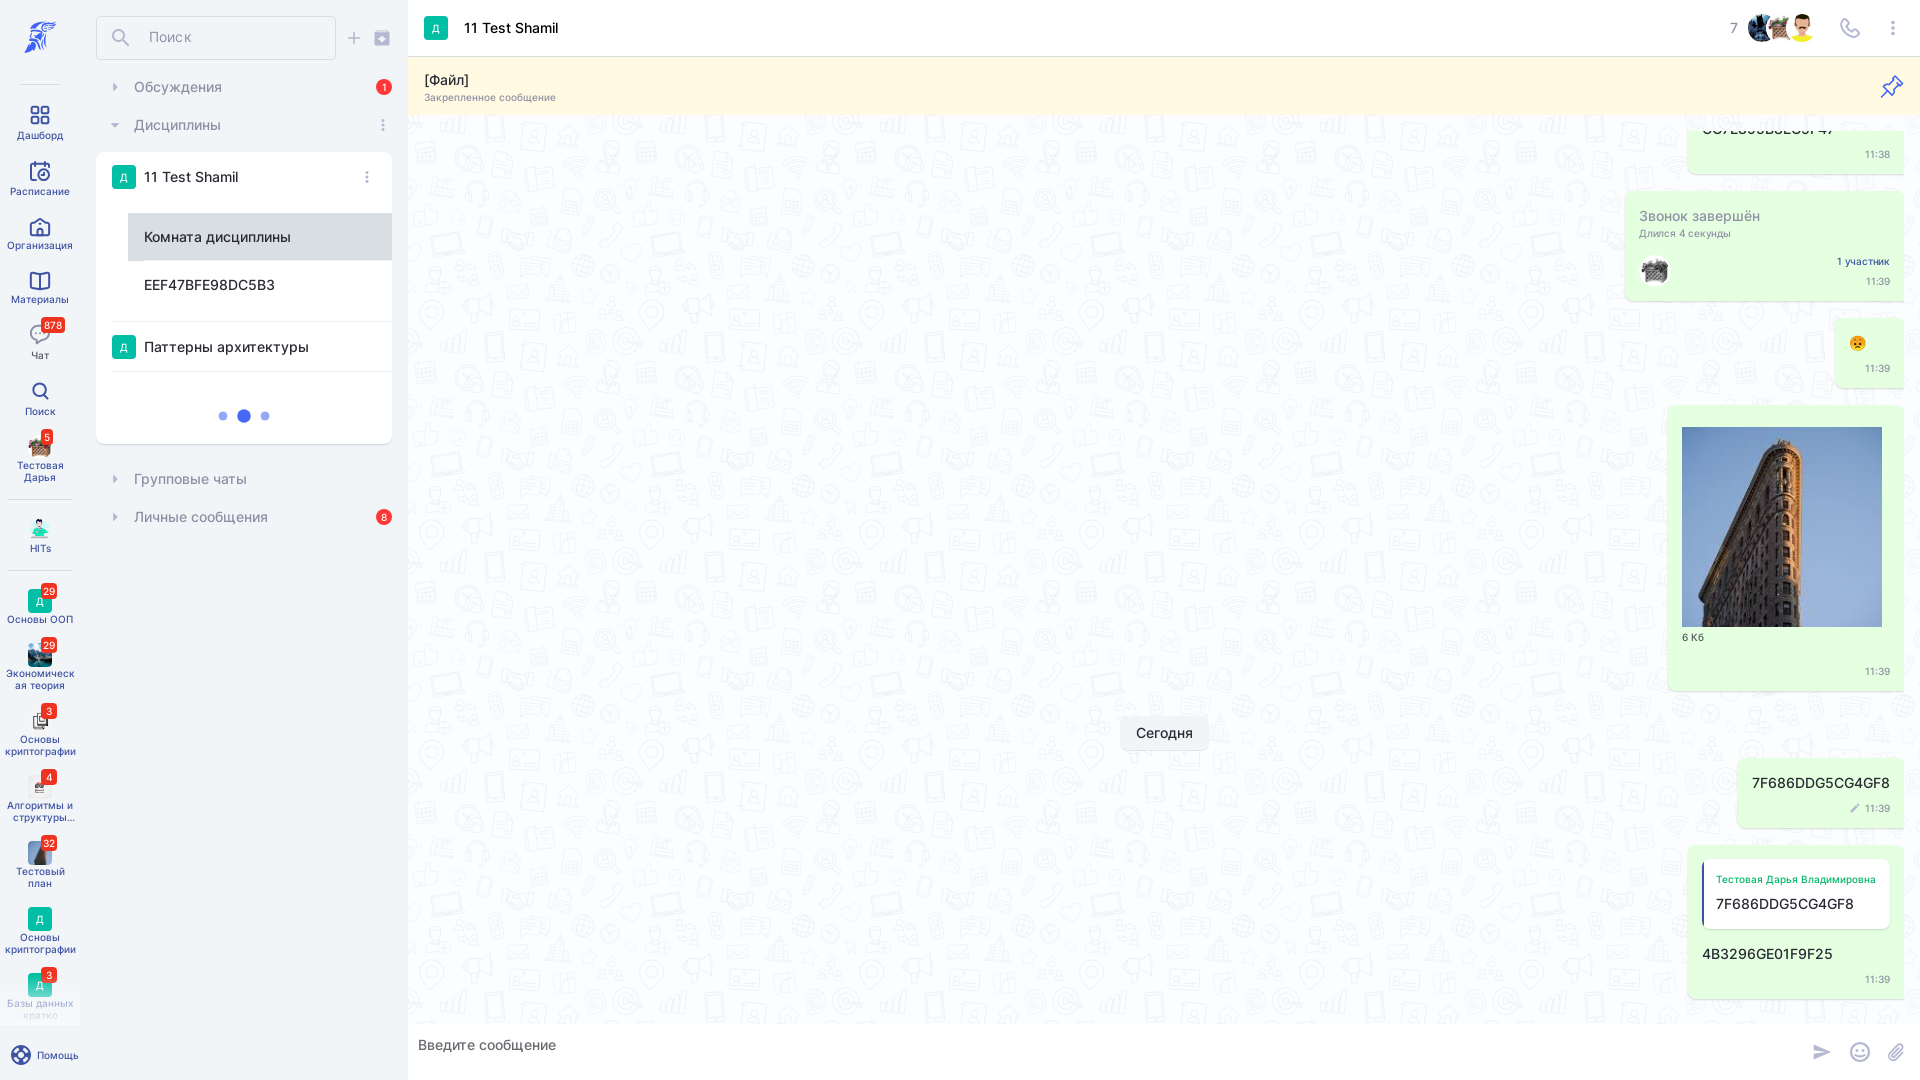 Дашборд
Расписание
Организация
Материалы
878
Чат
Поиск
5
Тестовая
Дарья
HITs
29
Д
Основы ООП
29
Экономическ
ая теория
3
Основы
криптографии
4
Алгоритмы и
структуры...
32
Тестовый
план
Д
Основы
криптографии
3
Д
Базы данных
кратко
Помощь
Поиск
Обсуждения
1
Дисциплины
Д
11 Test Shamil
Комната дисциплины
EEF47BFE98DC5B3
Д
Паттерны архитектуры
Групповые чаты
Личные сообщения
8
Д
11 Test Shamil
7
[Файл]
Закрепленное сообщение
11:38
Звонок завершён
Длился 4 секунды
1 участник
11:39
11:39
6 Кб
11:39
Сегодня
7F686DDG5CG4GF8
11:39
Тестовая Дарья Владимировна
7F686DDG5CG4GF8
4B3296GE01F9F25
11:39
Введите сообщение